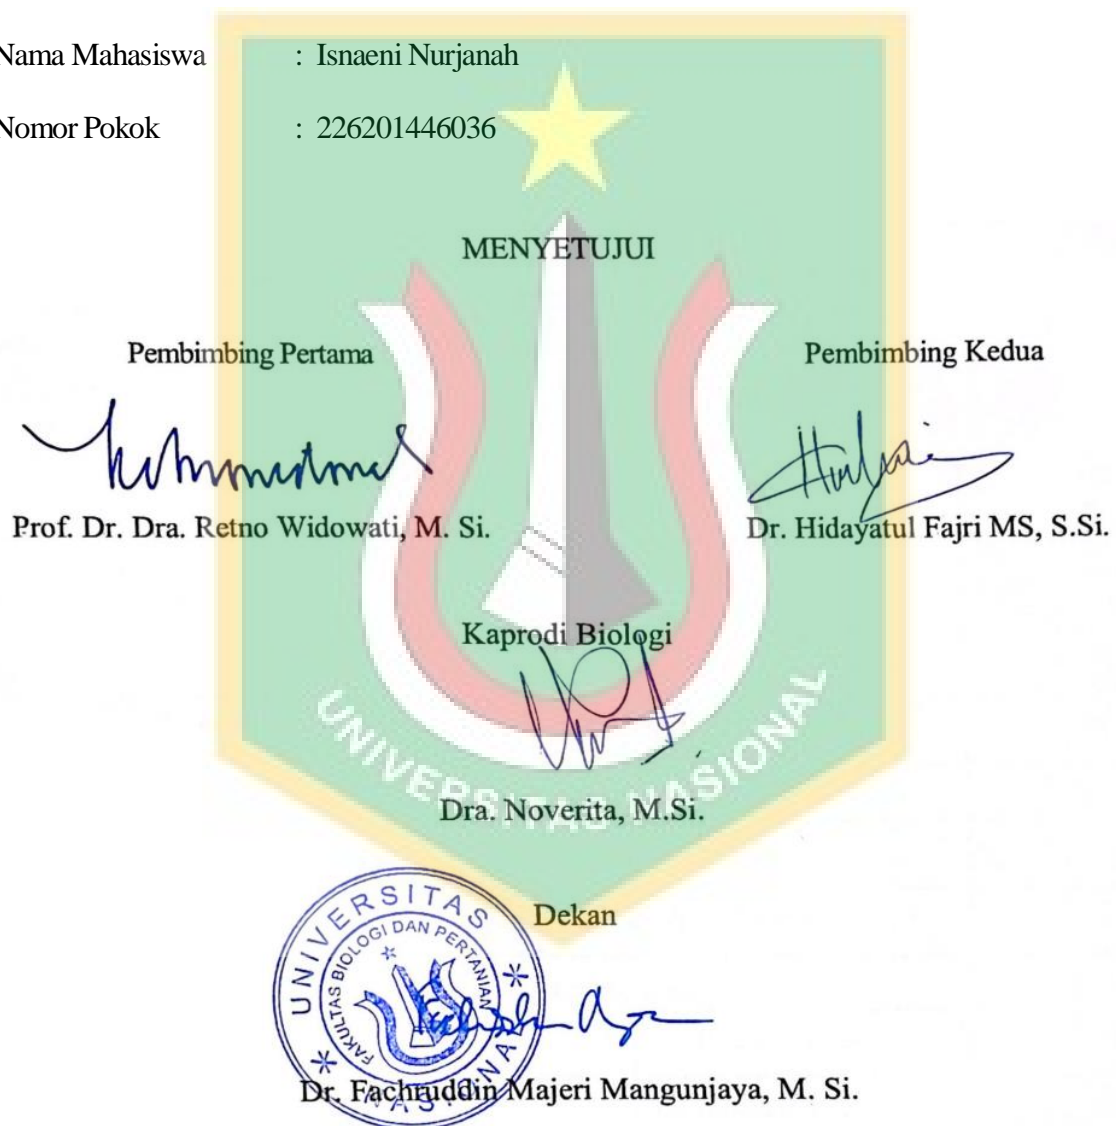 Nama Mahasiswa : Isnaeni Nurjanah
Nomor Pokok : 226201446036
MENYETUJUI
Pembimbing Pertama
Pembimbing Kedua
Prof. Dr. Dra. Retno Widowati, M. Si.
Dr. Hidayatul Fajri MS, S.Si.
Kaprodi Biologi
UNIVERSITAS NASIONAL
Dra. Noverita, M.Si.
Dekan
UNIVERSITAS NASIONAL
FAKULTAS BIOLOGI DAN PERTANIAN
Dr. Fachruddin Majeri Mangunjaya, M. Si.